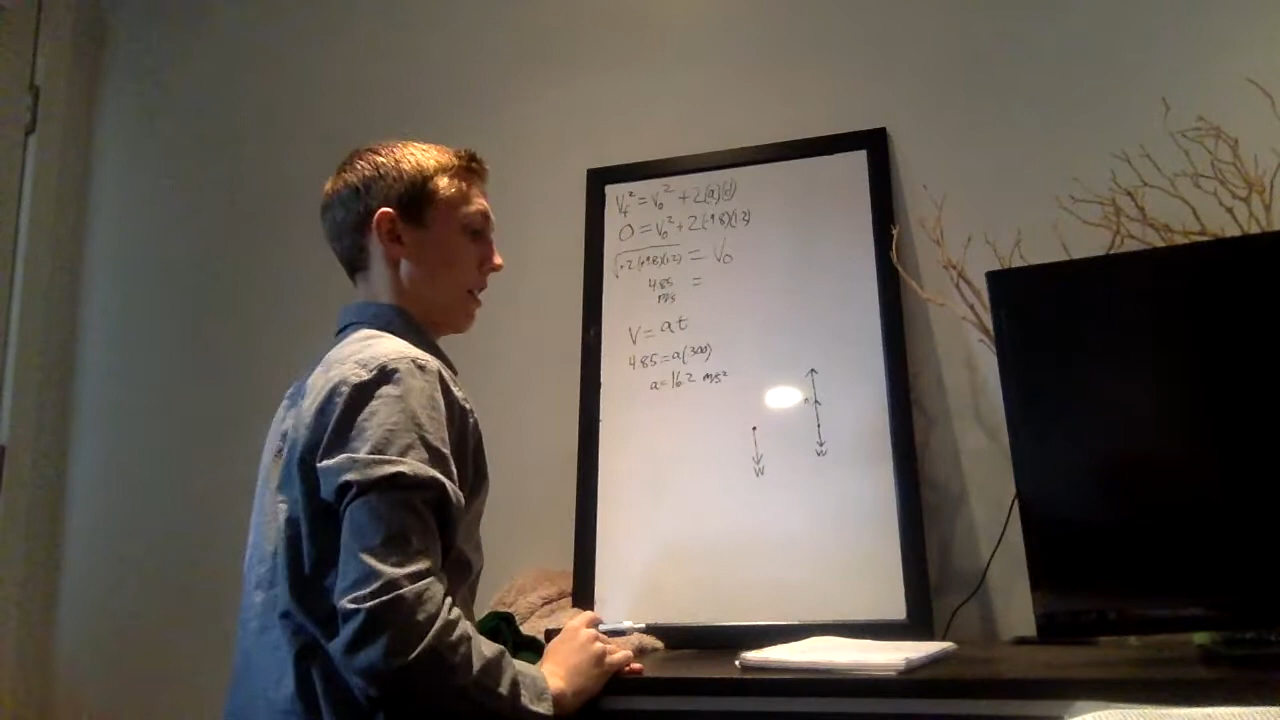 Vf² = V₀² + 2(a)(d)
0 = V₀² + 2(-9.8)(1.2)
√+2(+9.8)(1.2) = V₀
4.85 =
m/s
V = at
4.85 = a(.300)
a = 16.2 m/s²
n
W
W